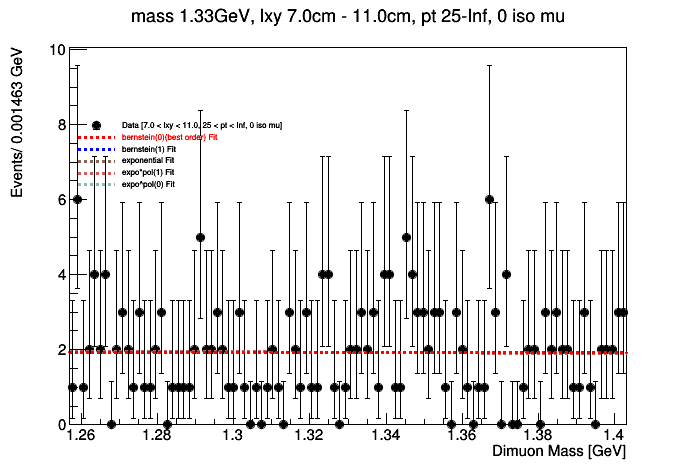 mass 1.33GeV, lxy 7.0cm - 11.0cm, pt 25-Inf, 0 iso mu
Events/ 0.001463 GeV
10
8
6
4
2
0
Data [7.0 < lxy < 11.0, 25 < pt < Inf, 0 iso mu]
bernstein(0)(best order) Fit
bernstein(1) Fit
exponential Fit
expo*pol(1) Fit
expo^pol(0) Fit
1.26 1.28 1.3 1.32 1.34 1.36 1.38 1.4
Dimuon Mass [GeV]